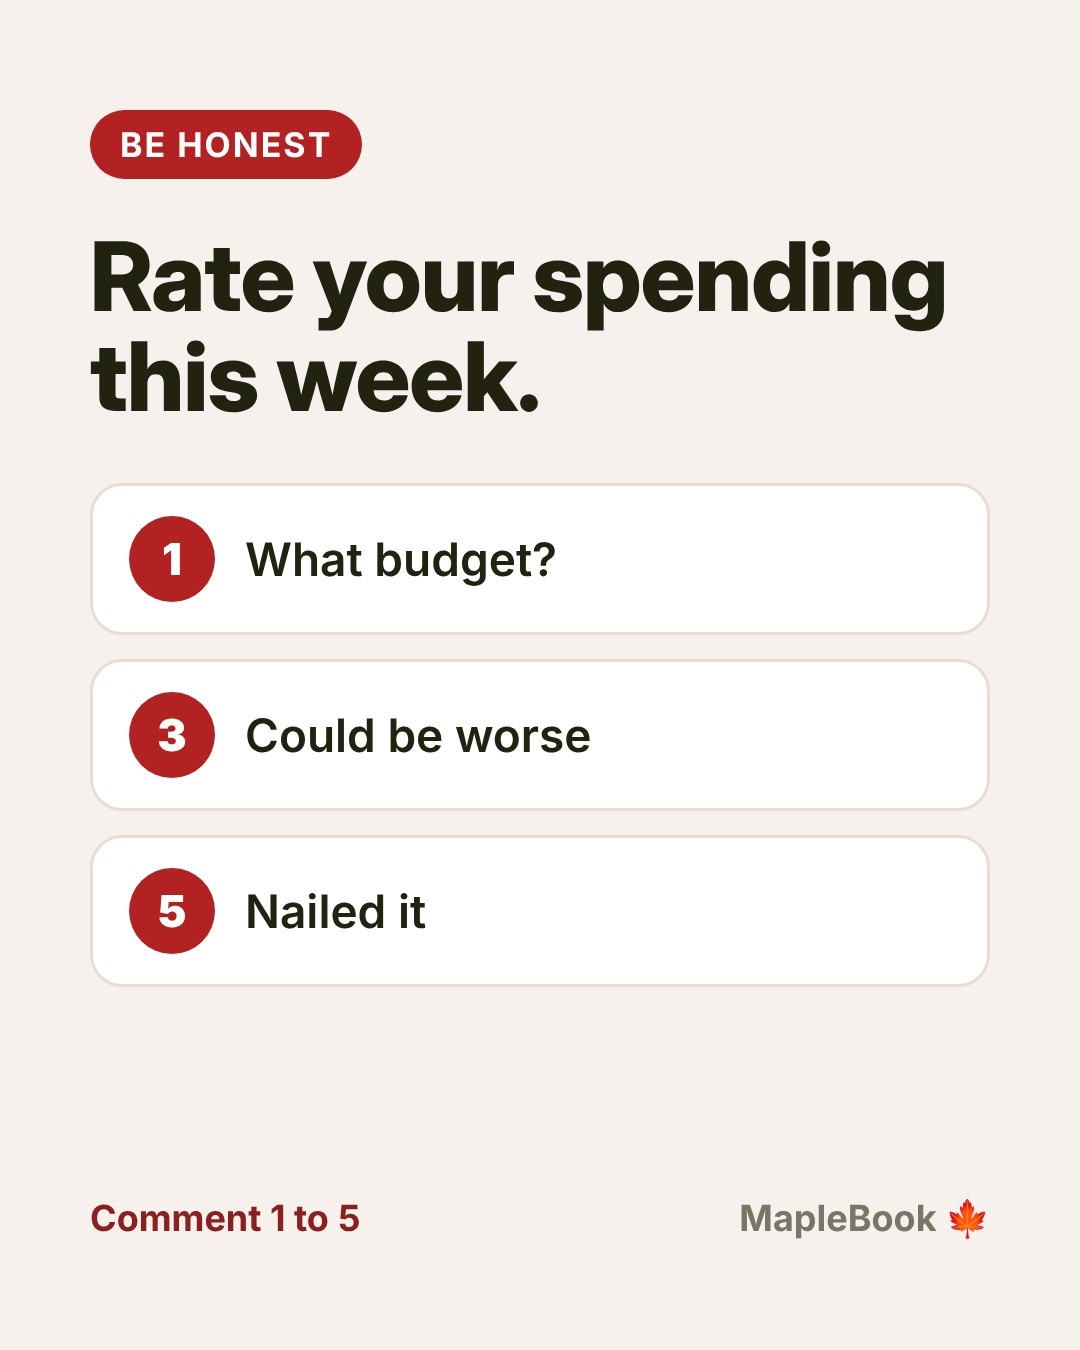 BE HONEST
Rate your spending
this week.
1 What budget?
3 Could be worse
5 Nailed it
Comment 1 to 5
MapleBook 🍁